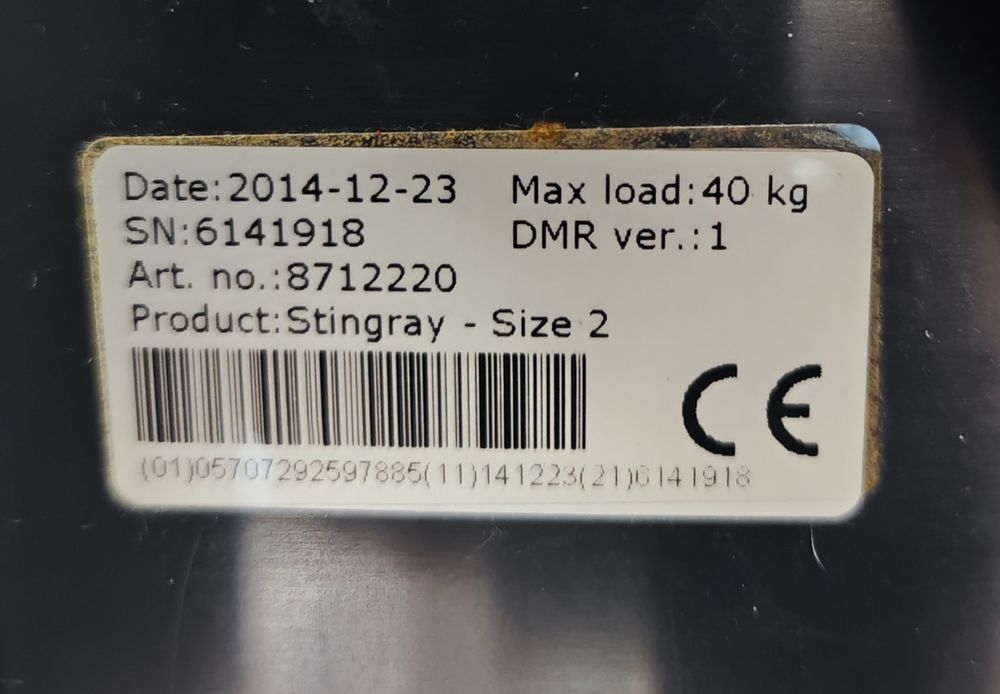 Date:2014-12-23 Max load:40 kg
SN:6141918 DMR ver.:1
Art. no.:8712220
Product:Stingray - Size 2
CE
(01)05707292597885(11)141223(21)6141918